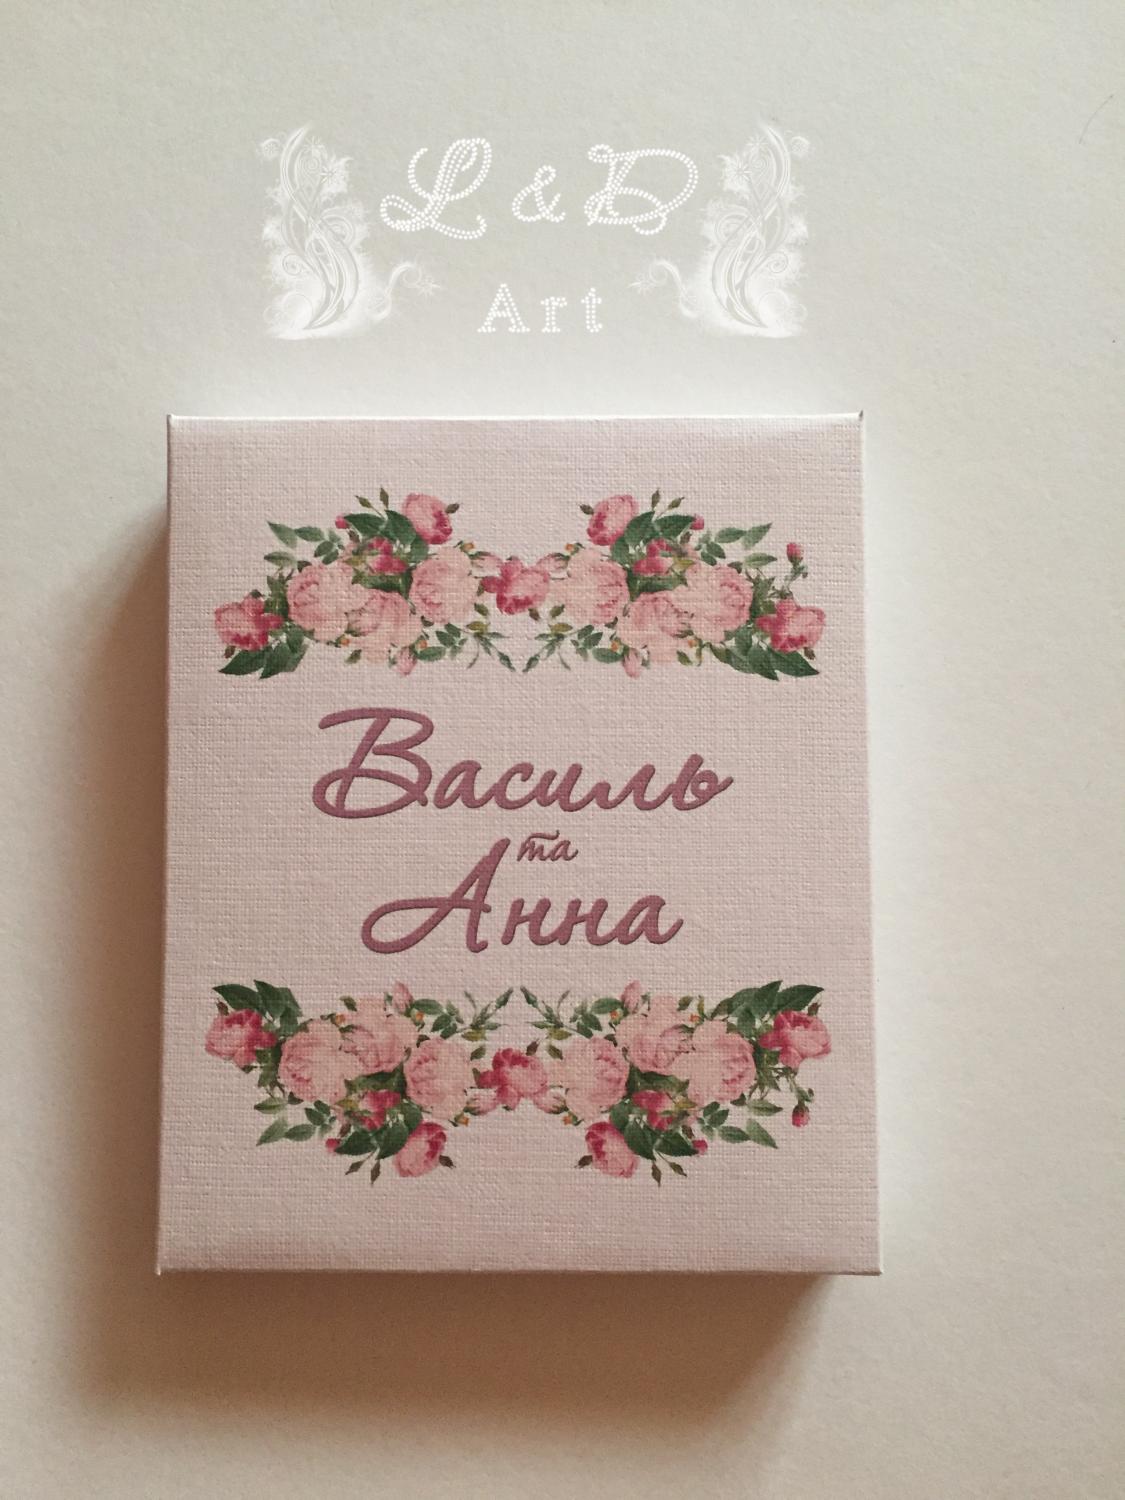 L & D
Art
Василь
та
Анна